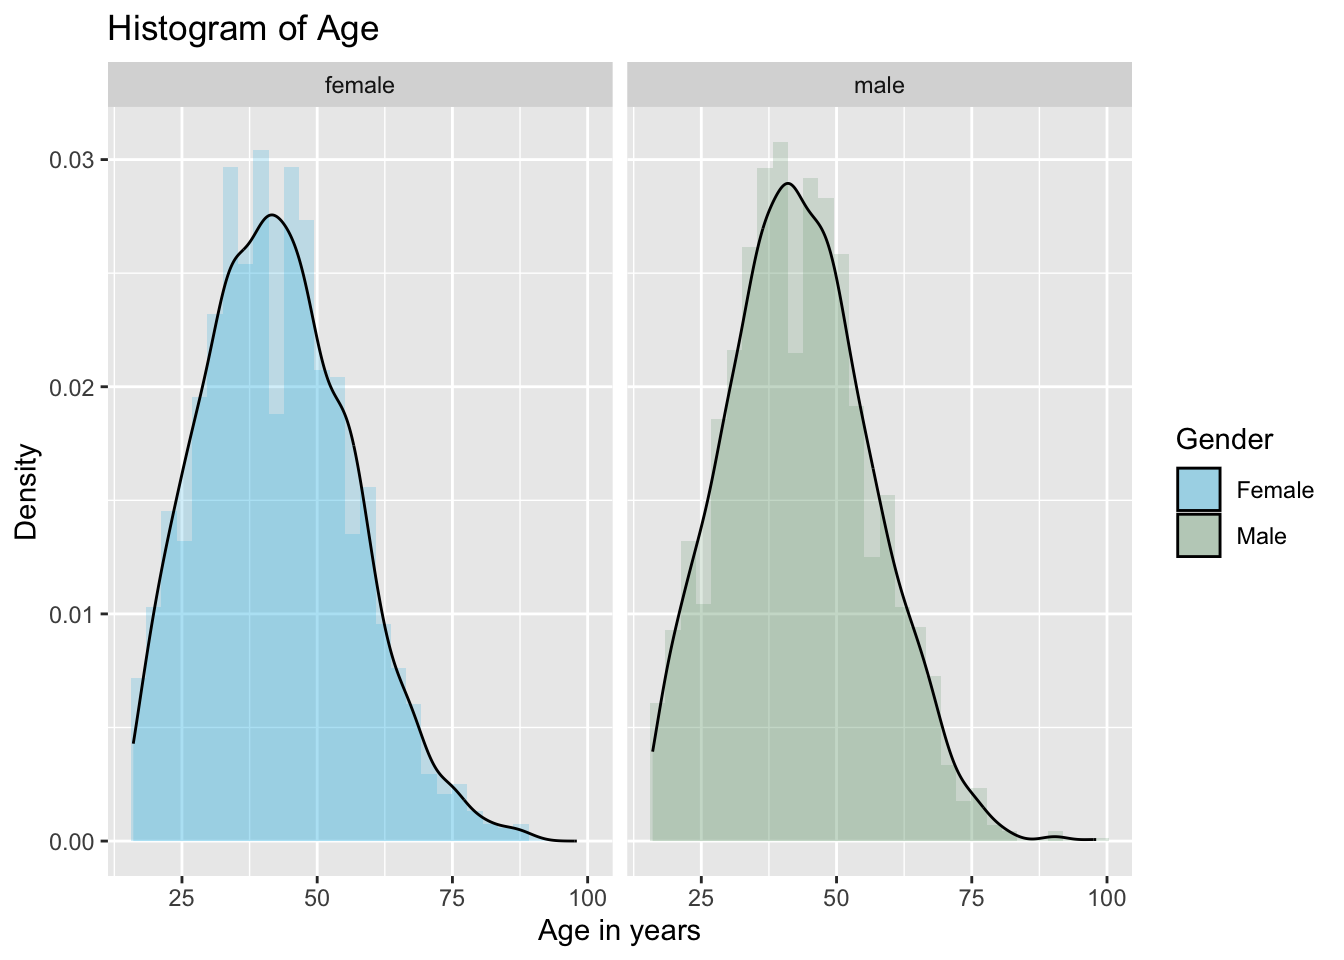 Histogram of Age
female
male
0.03
0.02
0.01
0.00
Density
25 50 75 100
25 50 75 100
Age in years
Gender
Female
Male